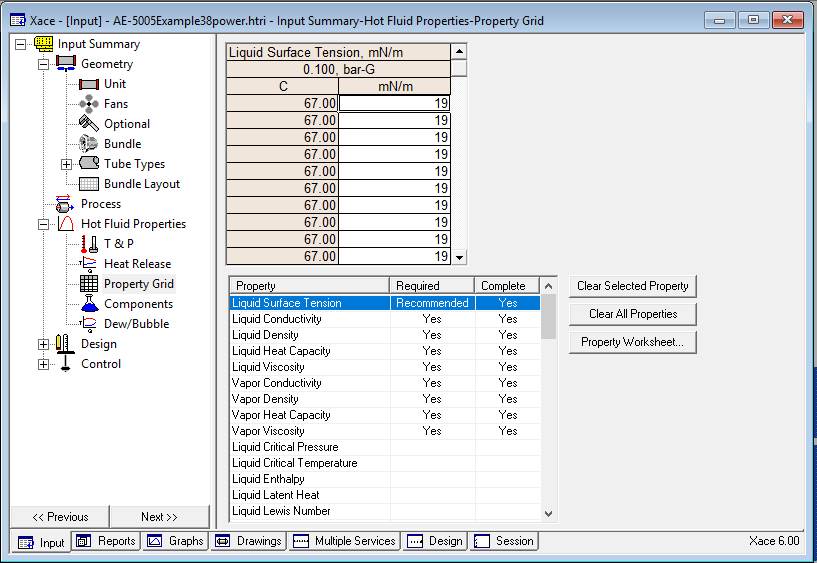 Xace - [Input] - AE-5005Example38power.htri - Input Summary-Hot Fluid Properties-Property Grid
Input Summary
Geometry
Unit
Fans
Optional
Bundle
Tube Types
Bundle Layout
Process
Hot Fluid Properties
T & P
Heat Release
Property Grid
Components
Dew/Bubble
Design
Control
<< Previous Next >>
Liquid Surface Tension, mN/m
0.100, bar-G
C mN/m
67.00 19
67.00 19
67.00 19
67.00 19
67.00 19
67.00 19
67.00 19
67.00 19
67.00 19
67.00 19
Property Required Complete
Liquid Surface Tension Recommended Yes
Liquid Conductivity Yes Yes
Liquid Density Yes Yes
Liquid Heat Capacity Yes Yes
Liquid Viscosity Yes Yes
Vapor Conductivity Yes Yes
Vapor Density Yes Yes
Vapor Heat Capacity Yes Yes
Vapor Viscosity Yes Yes
Liquid Critical Pressure
Liquid Critical Temperature
Liquid Enthalpy
Liquid Latent Heat
Liquid Lewis Number
Clear Selected Property
Clear All Properties
Property Worksheet...
Input Reports Graphs Drawings Multiple Services Design Session Xace 6.00